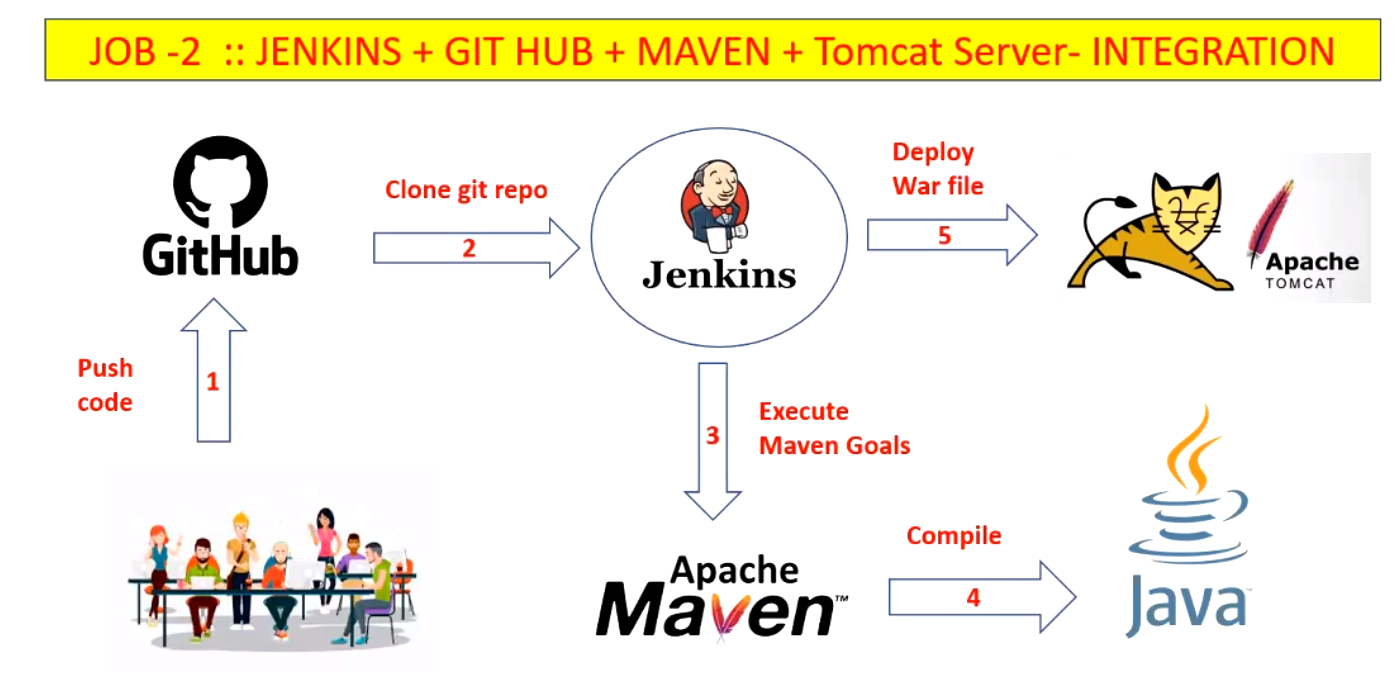 JOB -2  :: JENKINS + GIT HUB + MAVEN + Tomcat Server- INTEGRATION
GitHub
Clone git repo
2
Jenkins
Deploy
War file
5
Apache
TOMCAT
Push
code
1
3
Execute
Maven Goals
Apache
Maven™
Compile
4
Java